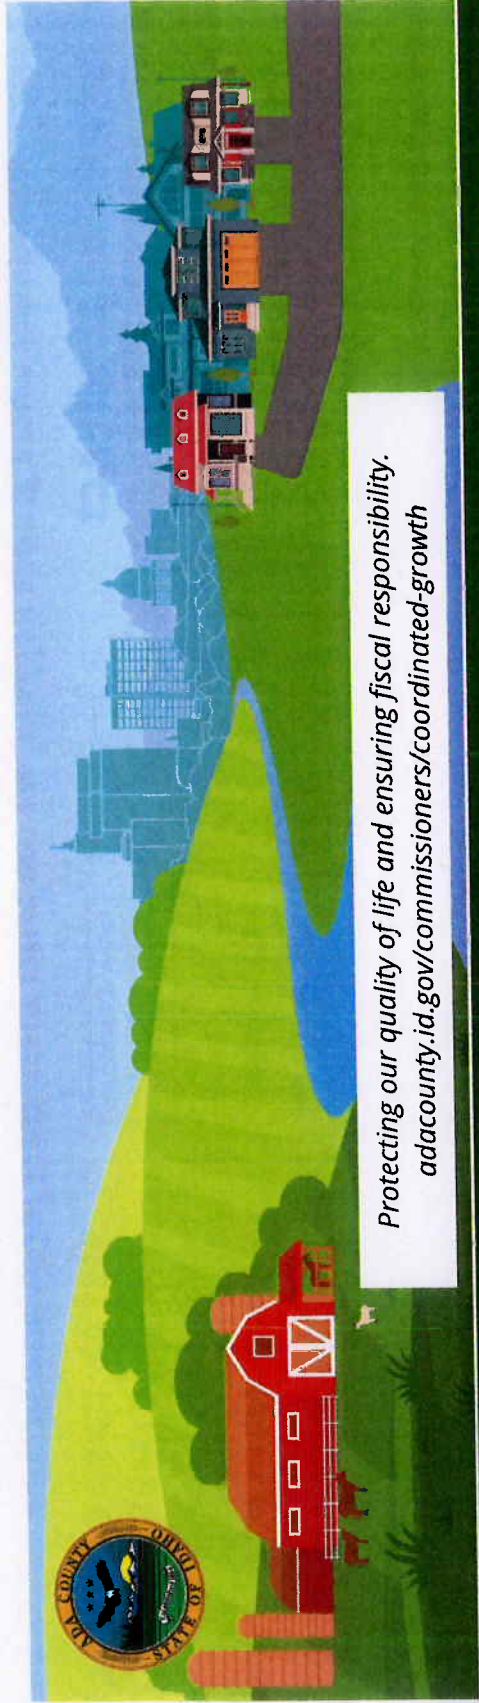 ADA COUNTY
STATE OF IDAHO
Protecting our quality of life and ensuring fiscal responsibility.
adacounty.id.gov/commissioners/coordinated-growth